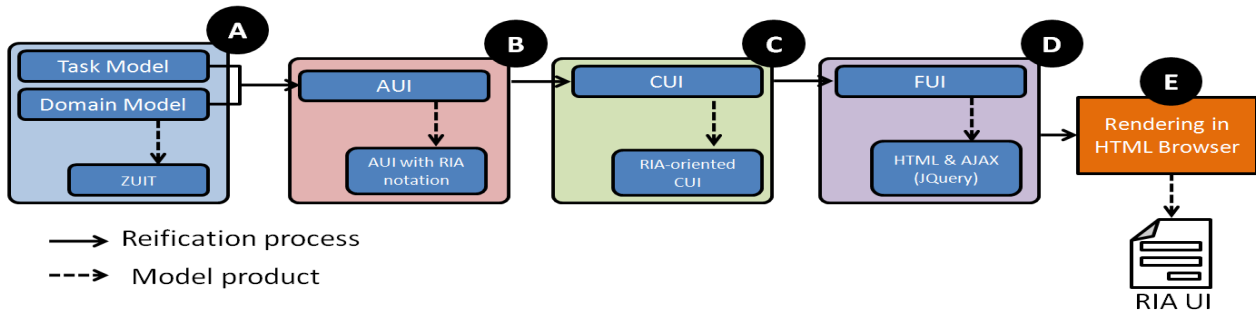 A
Task Model
Domain Model
ZUIT
B
AUI
AUI with RIA
notation
C
CUI
RIA-oriented
CUI
D
FUI
HTML & AJAX
(JQuery)
E
Rendering in
HTML Browser
RIA UI
Reification process
Model product